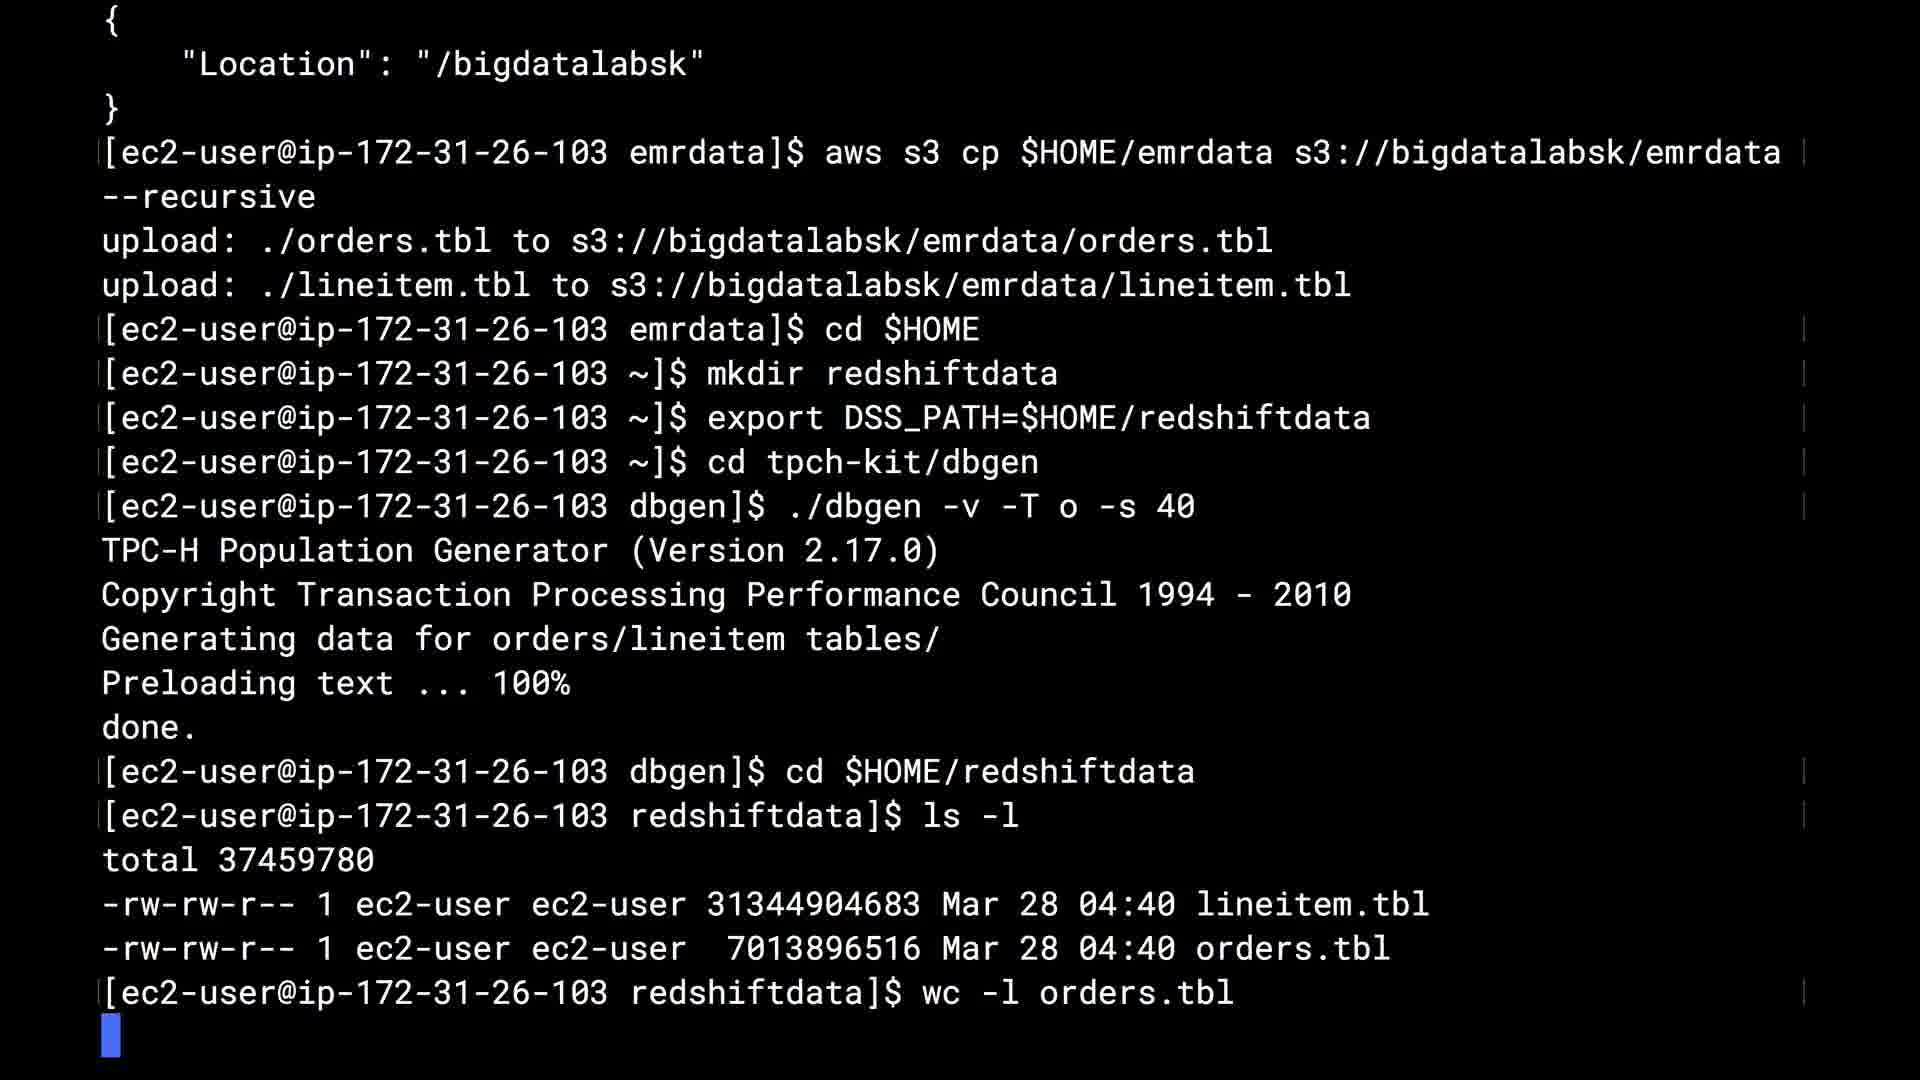 {
    "Location": "/bigdatalabsk"
}
[ec2-user@ip-172-31-26-103 emrdata]$ aws s3 cp $HOME/emrdata s3://bigdatalabsk/emrdata
--recursive
upload: ./orders.tbl to s3://bigdatalabsk/emrdata/orders.tbl
upload: ./lineitem.tbl to s3://bigdatalabsk/emrdata/lineitem.tbl
[ec2-user@ip-172-31-26-103 emrdata]$ cd $HOME
[ec2-user@ip-172-31-26-103 ~]$ mkdir redshiftdata
[ec2-user@ip-172-31-26-103 ~]$ export DSS_PATH=$HOME/redshiftdata
[ec2-user@ip-172-31-26-103 ~]$ cd tpch-kit/dbgen
[ec2-user@ip-172-31-26-103 dbgen]$ ./dbgen -v -T o -s 40
TPC-H Population Generator (Version 2.17.0)
Copyright Transaction Processing Performance Council 1994 - 2010
Generating data for orders/lineitem tables/
Preloading text ... 100%
done.
[ec2-user@ip-172-31-26-103 dbgen]$ cd $HOME/redshiftdata
[ec2-user@ip-172-31-26-103 redshiftdata]$ ls -l
total 37459780
-rw-rw-r-- 1 ec2-user ec2-user 31344904683 Mar 28 04:40 lineitem.tbl
-rw-rw-r-- 1 ec2-user ec2-user  7013896516 Mar 28 04:40 orders.tbl
[ec2-user@ip-172-31-26-103 redshiftdata]$ wc -l orders.tbl